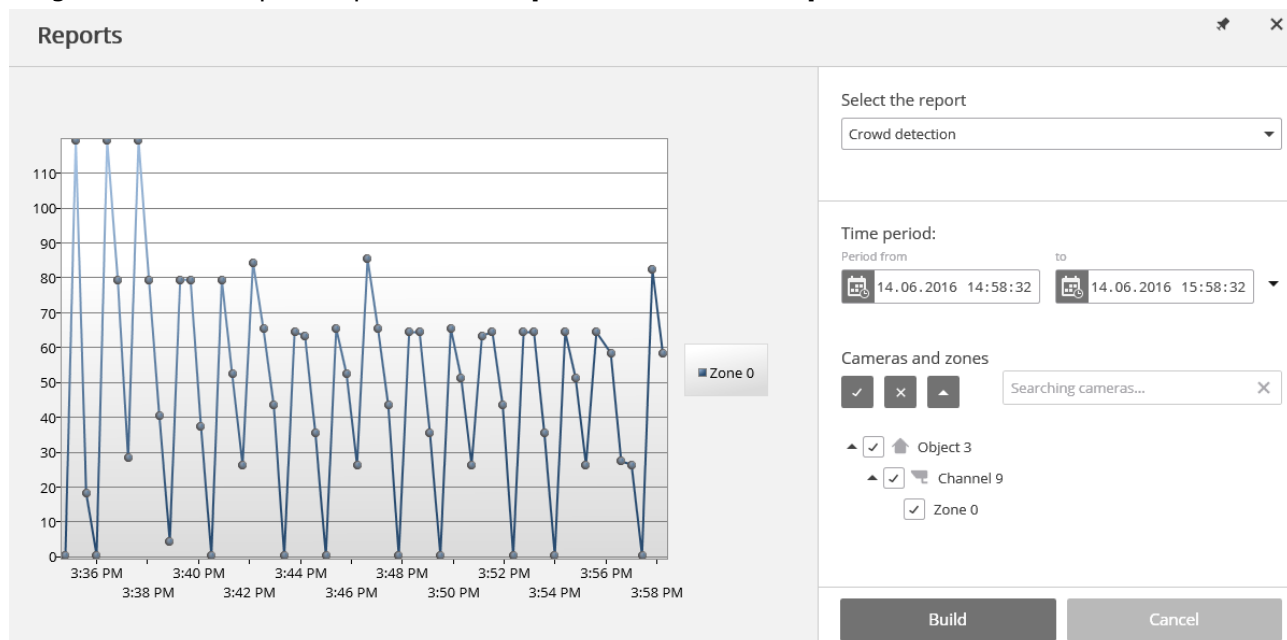 Reports
Select the report
Crowd detection
Time period:
Period from to
14.06.2016 14:58:32 14.06.2016 15:58:32
Cameras and zones
Searching cameras...
Object 3
Channel 9
Zone 0
110
100
90
80
70
60
50
40
30
20
10
0
3:36 PM 3:40 PM 3:44 PM 3:48 PM 3:52 PM 3:56 PM
3:38 PM 3:42 PM 3:46 PM 3:50 PM 3:54 PM 3:58 PM
Zone 0
Build Cancel